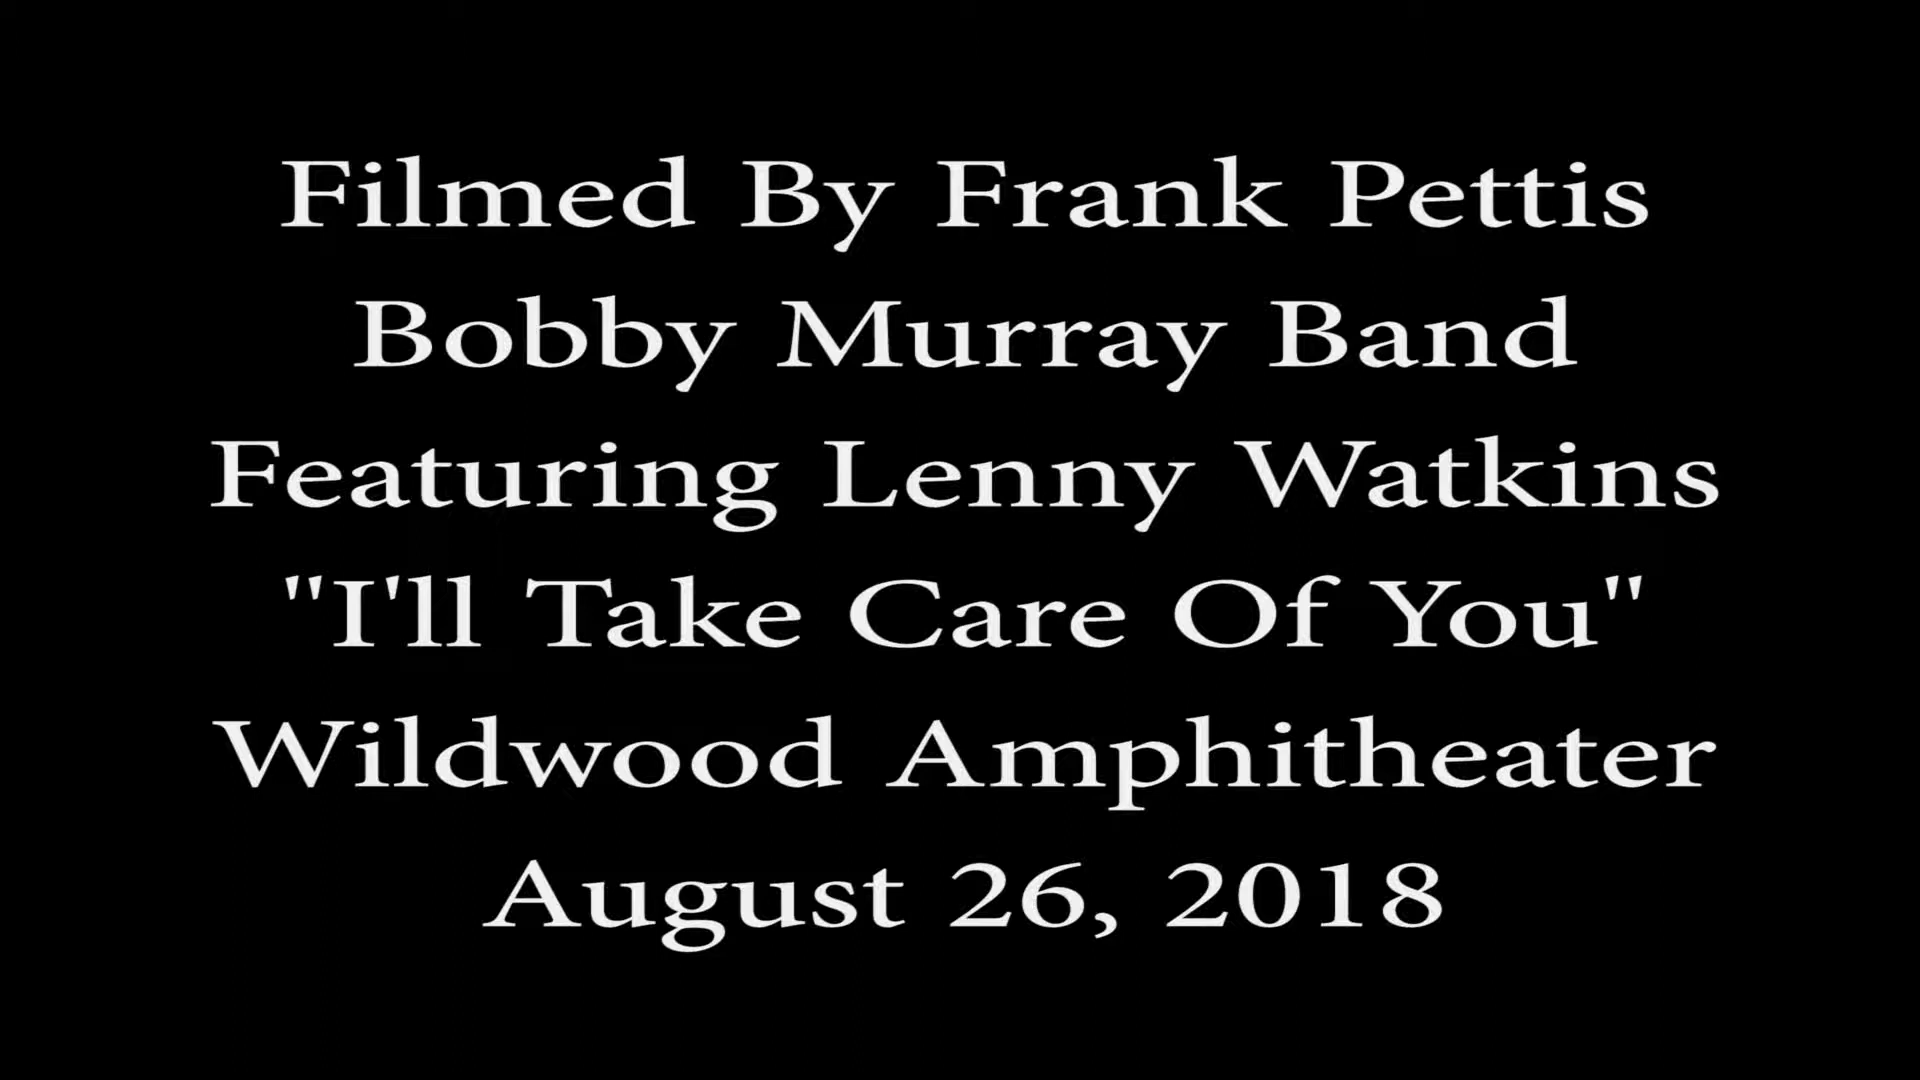 Filmed By Frank Pettis
Bobby Murray Band
Featuring Lenny Watkins
"I'll Take Care Of You"
Wildwood Amphitheater
August 26, 2018